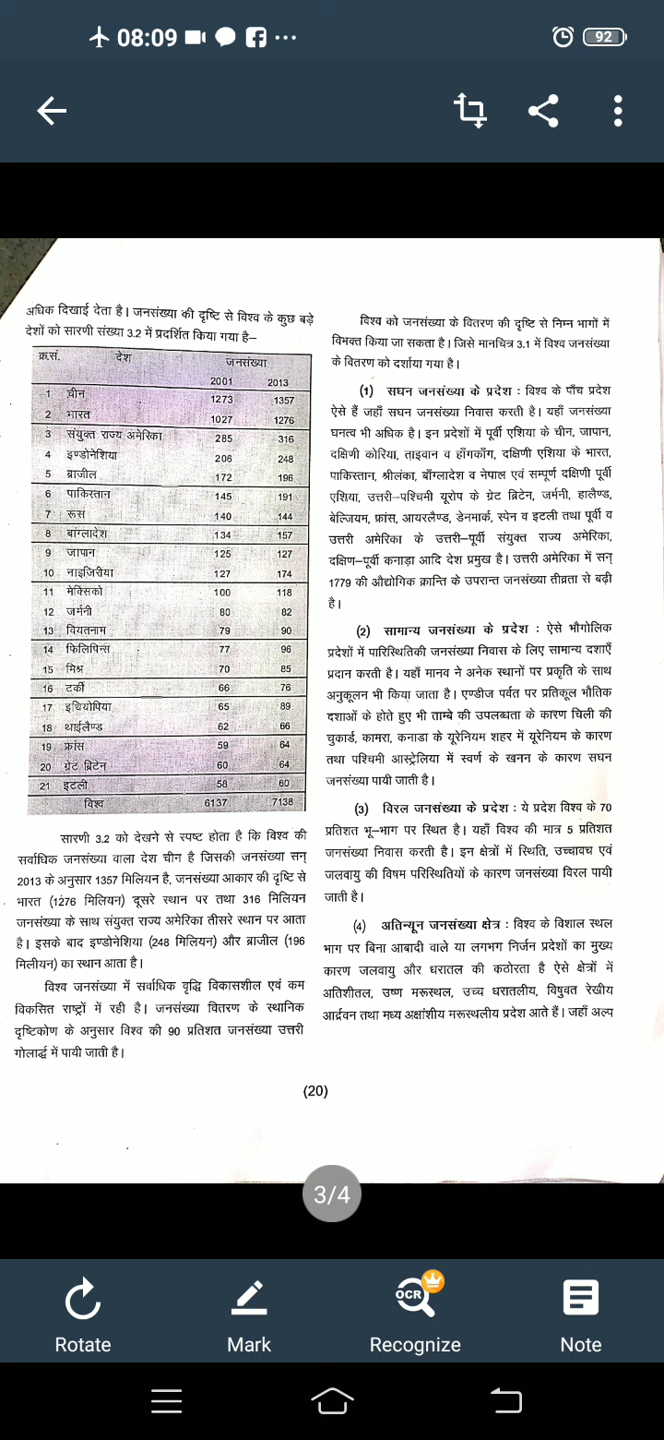 08:09
92
अधिक दिखाई देता है। जनसंख्या की दृष्टि से विश्व के कुछ बड़े
देशों को सारणी संख्या 3.2 में प्रदर्शित किया गया है–
क्र.सं. देश जनसंख्या
2001 2013
1 चीन 1273 1357
2 भारत 1027 1276
3 संयुक्त राज्य अमेरिका 285 316
4 इण्डोनेशिया 206 248
5 ब्राजील 172 196
6 पाकिस्तान 145 191
7 रूस 140 144
8 बांग्लादेश 134 157
9 जापान 125 127
10 नाइजिरीया 127 174
11 मेक्सिको 100 118
12 जर्मनी 80 82
13 वियतनाम 79 90
14 फिलिपिन्स 77 96
15 मिश्र 70 85
16 टर्की 66 76
17 इथियोपिया 65 89
18 थाईलैण्ड 62 66
19 फ्रांस 59 64
20 ग्रेट ब्रिटेन 60 64
21 इटली 58 60
विश्व 6137 7138
सारणी 3.2 को देखने से स्पष्ट होता है कि विश्व की
सर्वाधिक जनसंख्या वाला देश चीन है जिसकी जनसंख्या सन्
2013 के अनुसार 1357 मिलियन है, जनसंख्या आकार की दृष्टि से
भारत (1276 मिलियन) दूसरे स्थान पर तथा 316 मिलियन
जनसंख्या के साथ संयुक्त राज्य अमेरिका तीसरे स्थान पर आता
है। इसके बाद इण्डोनेशिया (248 मिलियन) और ब्राजील (196
मिलीयन) का स्थान आता है।
विश्व जनसंख्या में सर्वाधिक वृद्धि विकासशील एवं कम
विकसित राष्ट्रों में रही है। जनसंख्या वितरण के स्थानिक
दृष्टिकोण के अनुसार विश्व की 90 प्रतिशत जनसंख्या उत्तरी
गोलार्द्ध में पायी जाती है।
विश्व को जनसंख्या के वितरण की दृष्टि से निम्न भागों में
विभक्त किया जा सकता है। जिसे मानचित्र 3.1 में विश्व जनसंख्या
के वितरण को दर्शाया गया है।
(1) सघन जनसंख्या के प्रदेश : विश्व के पाँच प्रदेश
ऐसे हैं जहाँ सघन जनसंख्या निवास करती है। यहाँ जनसंख्या
घनत्व भी अधिक है। इन प्रदेशों में पूर्वी एशिया के चीन, जापान,
दक्षिणी कोरिया, ताइवान व हाँगकाँग, दक्षिणी एशिया के भारत,
पाकिस्तान, श्रीलंका, बाँग्लादेश व नेपाल एवं सम्पूर्ण दक्षिणी पूर्वी
एशिया, उत्तरी–पश्चिमी यूरोप के ग्रेट ब्रिटेन, जर्मनी, हालैण्ड,
बेल्जियम, फ्रांस, आयरलैण्ड, डेनमार्क, स्पेन व इटली तथा पूर्वी व
उत्तरी अमेरिका के उत्तरी–पूर्वी संयुक्त राज्य अमेरिका,
दक्षिण–पूर्वी कनाड़ा आदि देश प्रमुख है। उत्तरी अमेरिका में सन्
1779 की औद्योगिक क्रान्ति के उपरान्त जनसंख्या तीव्रता से बढ़ी
है।
(2) सामान्य जनसंख्या के प्रदेश : ऐसे भौगोलिक
प्रदेशों में पारिस्थितिकी जनसंख्या निवास के लिए सामान्य दशाएँ
प्रदान करती है। यहाँ मानव ने अनेक स्थानों पर प्रकृति के साथ
अनुकूलन भी किया जाता है। एण्डीज पर्वत पर प्रतिकूल भौतिक
दशाओं के होते हुए भी ताम्बे की उपलब्धता के कारण चिली की
चुकार्ड, कामरा, कनाडा के यूरेनियम शहर में यूरेनियम के कारण
तथा पश्चिमी आस्ट्रेलिया में स्वर्ण के खनन के कारण सघन
जनसंख्या पायी जाती है।
(3) विरल जनसंख्या के प्रदेश : ये प्रदेश विश्व के 70
प्रतिशत भू–भाग पर स्थित है। यहाँ विश्व की मात्र 5 प्रतिशत
जनसंख्या निवास करती है। इन क्षेत्रों में स्थिति, उच्चावच एवं
जलवायु की विषम परिस्थितियों के कारण जनसंख्या विरल पायी
जाती है।
(4) अतिन्यून जनसंख्या क्षेत्र : विश्व के विशाल स्थल
भाग पर बिना आबादी वाले या लगभग निर्जन प्रदेशों का मुख्य
कारण जलवायु और धरातल की कठोरता है ऐसे क्षेत्रों में
अतिशीतल, उष्ण मरूस्थल, उच्च धरातलीय, विषुवत रेखीय
आर्द्रवन तथा मध्य अक्षांशीय मरूस्थलीय प्रदेश आते हैं। जहाँ अल्प
(20)
3/4
OCR
Rotate Mark Recognize Note